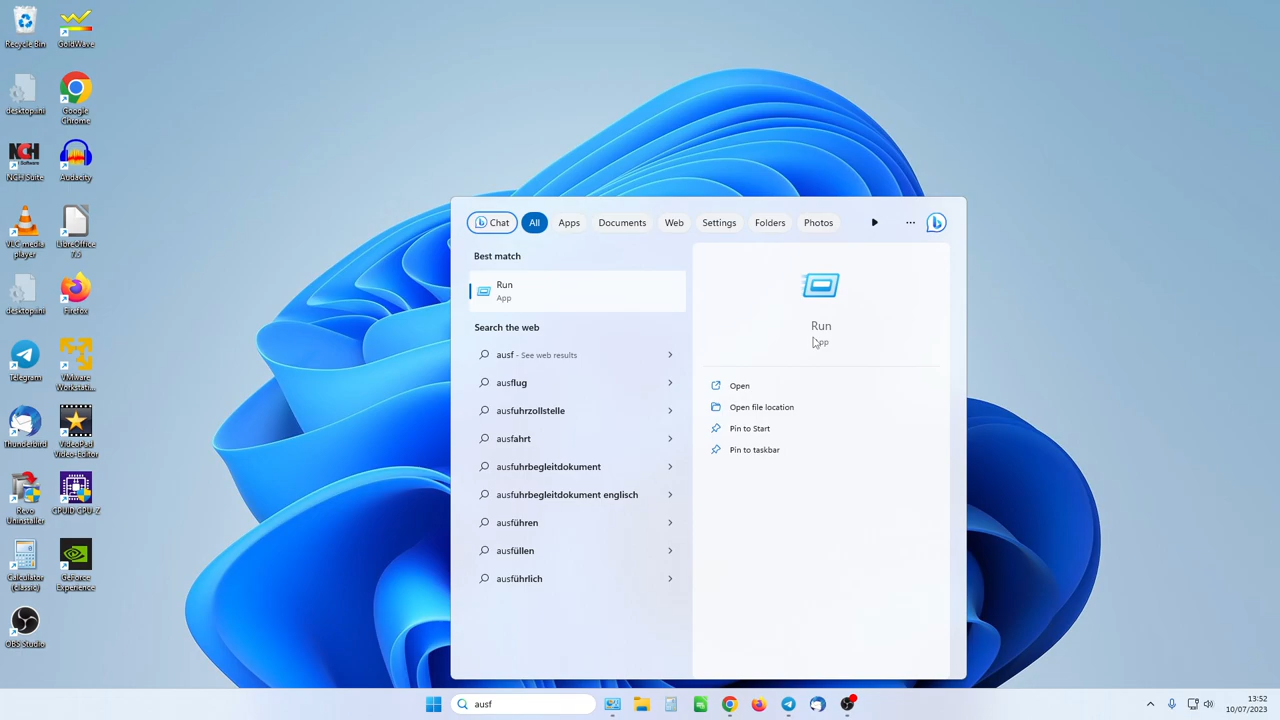 Recycle Bin
GoldWave
desktop.ini
Google
Chrome
NCH
NCH Suite
Audacity
VLC media
player
LibreOffice
7.5
desktop.ini
Firefox
Telegram
VMware
Workstati...
Thunderbird
VideoPad
Video-Editor
Revo
Uninstaller
CPUID CPU-Z
Calculator
(classic)
GeForce
Experience
OBS Studio
Chat
All
Apps
Documents
Web
Settings
Folders
Photos
Best match
Run
App
Search the web
ausf - See web results
ausflug
ausfuhrzollstelle
ausfahrt
ausfuhrbegleitdokument
ausfuhrbegleitdokument englisch
ausführen
ausfüllen
ausführlich
Run
App
Open
Open file location
Pin to Start
Pin to taskbar
ausf
13:52
10/07/2023